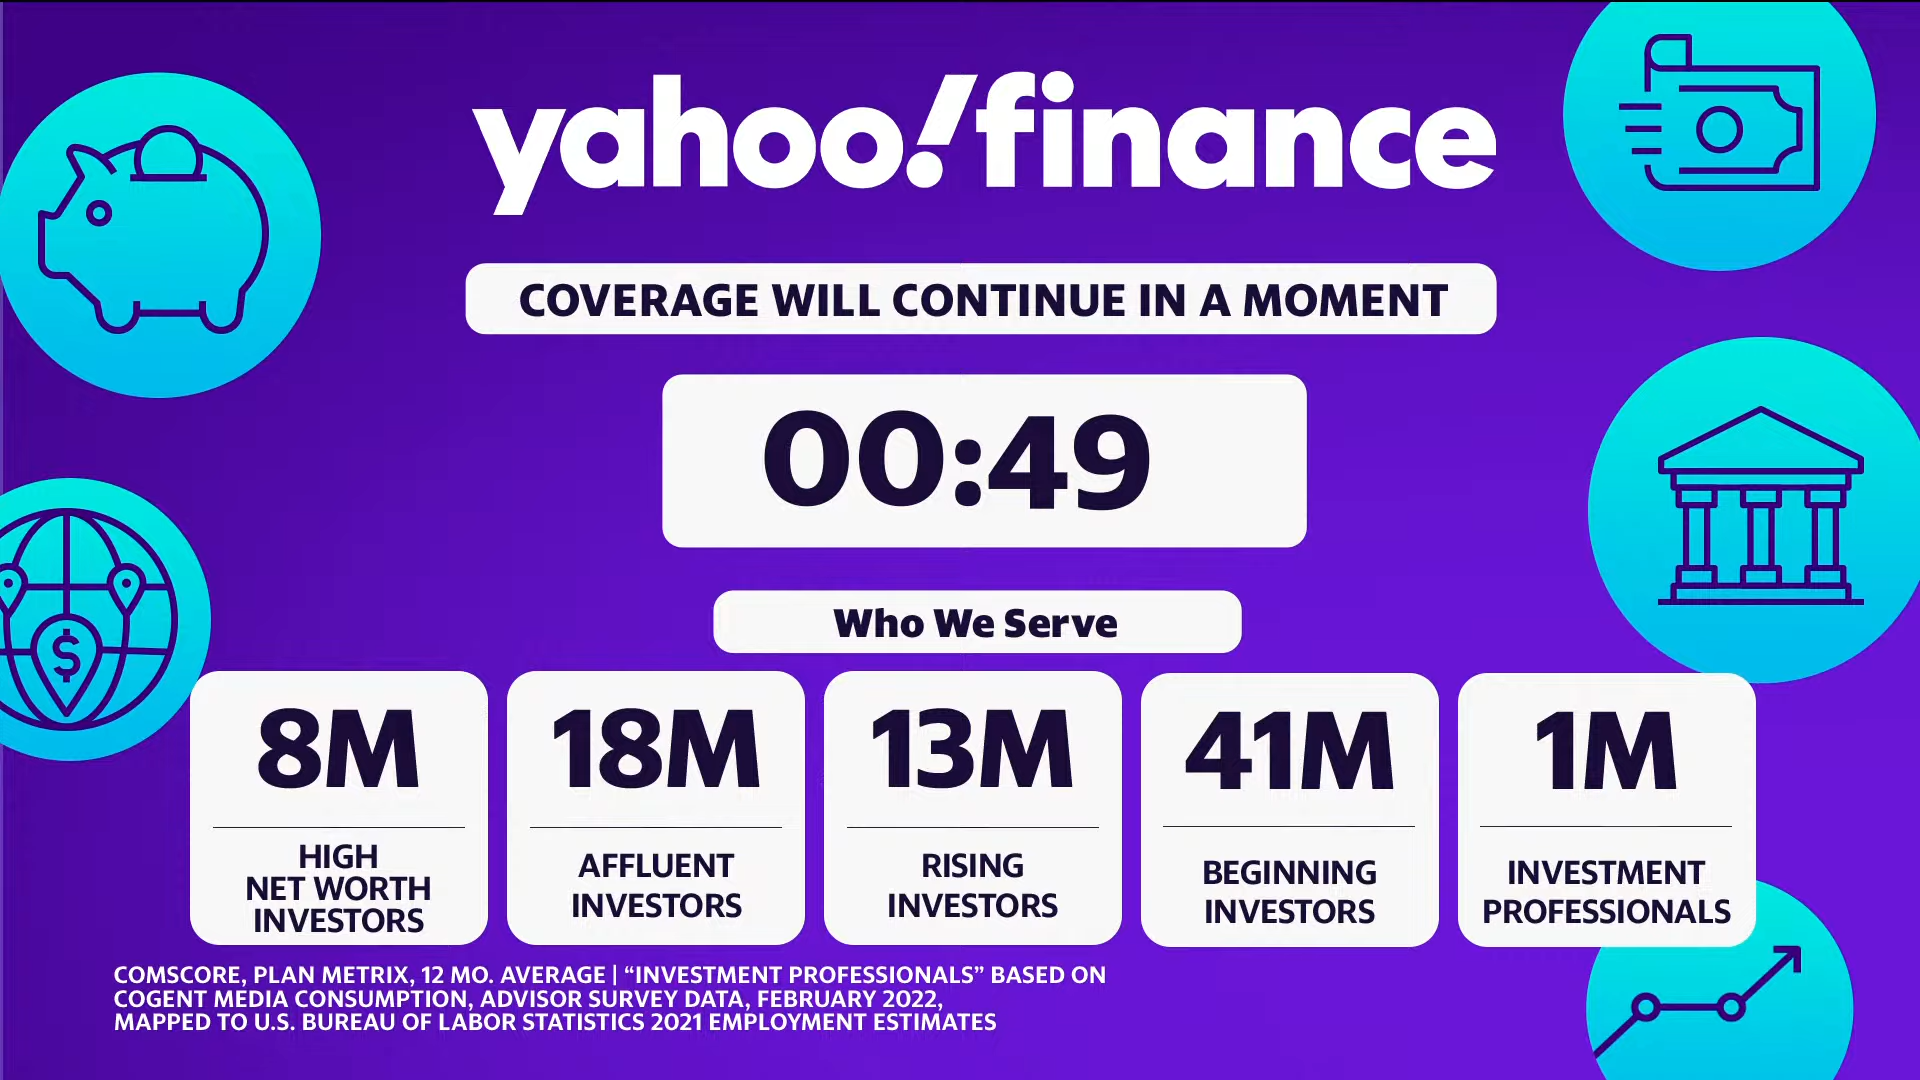 yahoo!finance
COVERAGE WILL CONTINUE IN A MOMENT
00:49
Who We Serve
8M
HIGH
NET WORTH
INVESTORS
18M
AFFLUENT
INVESTORS
13M
RISING
INVESTORS
41M
BEGINNING
INVESTORS
1M
INVESTMENT
PROFESSIONALS
COMSCORE, PLAN METRIX, 12 MO. AVERAGE | “INVESTMENT PROFESSIONALS” BASED ON
COGENT MEDIA CONSUMPTION, ADVISOR SURVEY DATA, FEBRUARY 2022,
MAPPED TO U.S. BUREAU OF LABOR STATISTICS 2021 EMPLOYMENT ESTIMATES
$